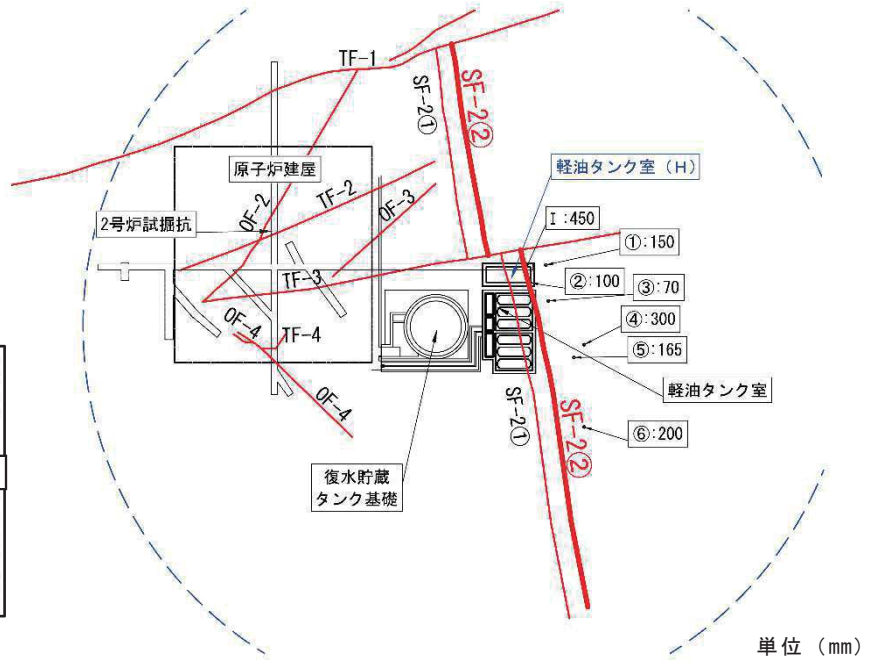 TF-1
SF-2①
SF-2②
原子炉建屋
OF-2
TF-2
OF-3
軽油タンク室（H）
I:450
2号炉試掘坑
①:150
②:100
③:70
TF-3
④:300
OF-4
TF-4
⑤:165
軽油タンク室
OF-4
SF-2①
SF-2②
⑥:200
復水貯蔵
タンク基礎
単位（mm）